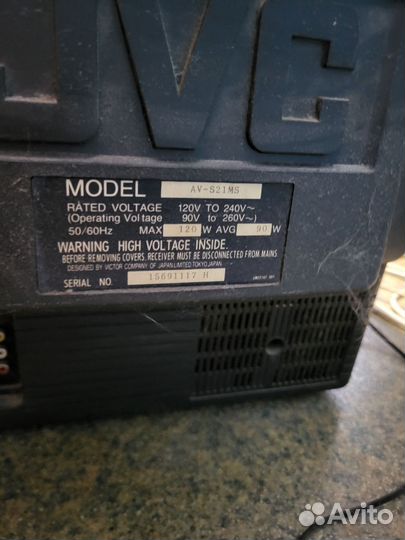 JVC
MODEL AV-S21MS
RATED VOLTAGE 120V TO 240V~
(Operating Voltage 90V to 260V~)
50/60Hz MAX 120 W AVG 90 W
WARNING HIGH VOLTAGE INSIDE.
BEFORE REMOVING COVERS, RECEIVER MUST BE DISCONNECTED FROM MAINS
DESIGNED BY VICTOR COMPANY OF JAPAN, LIMITED TOKYO, JAPAN
SERIAL NO. 15691117 H
Avito